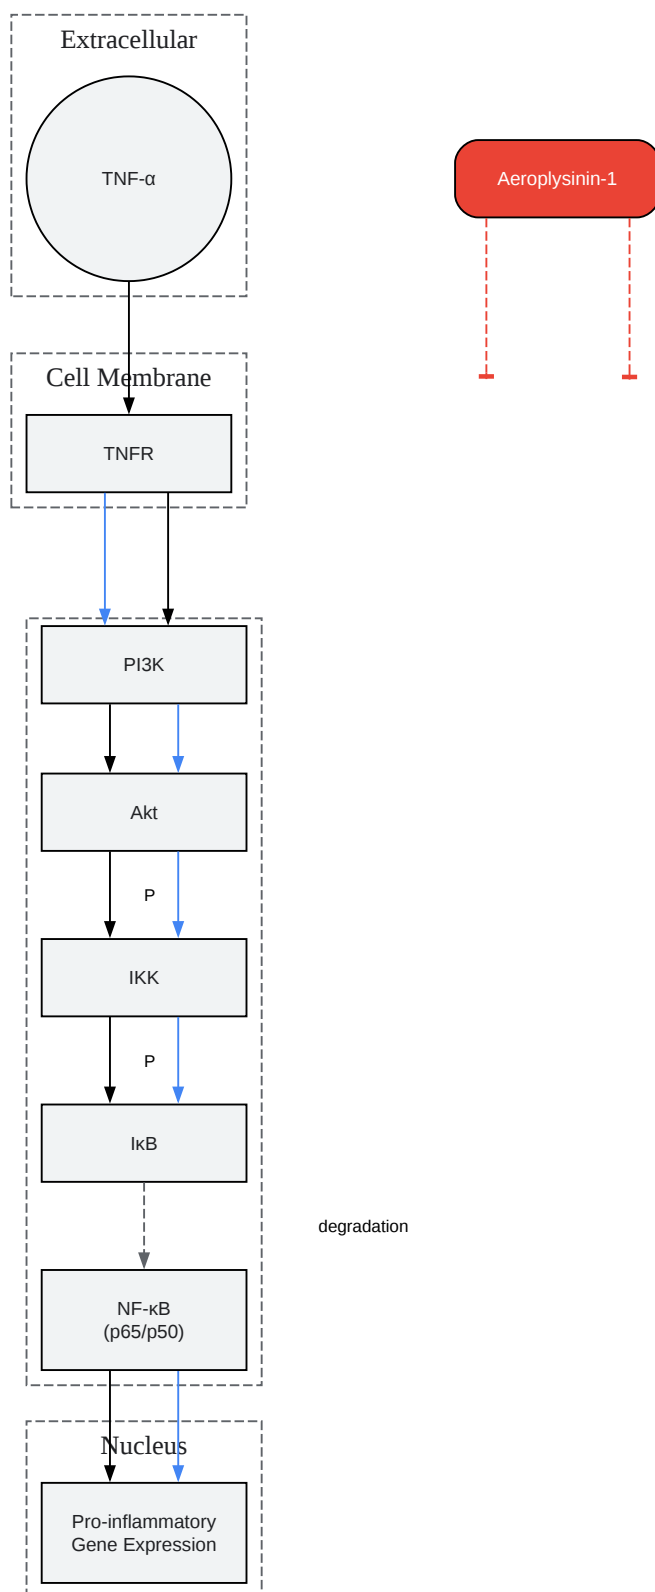 Extracellular
TNF-α
Aeroplysinin-1
Cell Membrane
TNFR
PI3K
Akt
P
IKK
P
IκB
degradation
NF-κB
(p65/p50)
Nucleus
Pro-inflammatory
Gene Expression